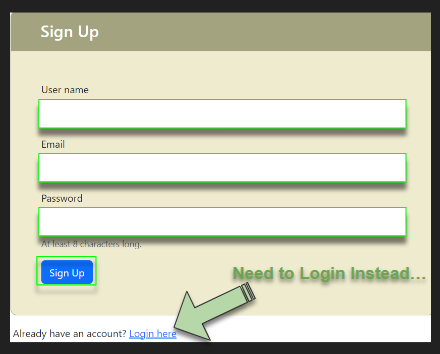 Sign Up
User name
Email
Password
At least 8 characters long.
Sign Up
Need to Login Instead...
Already have an account? Login here